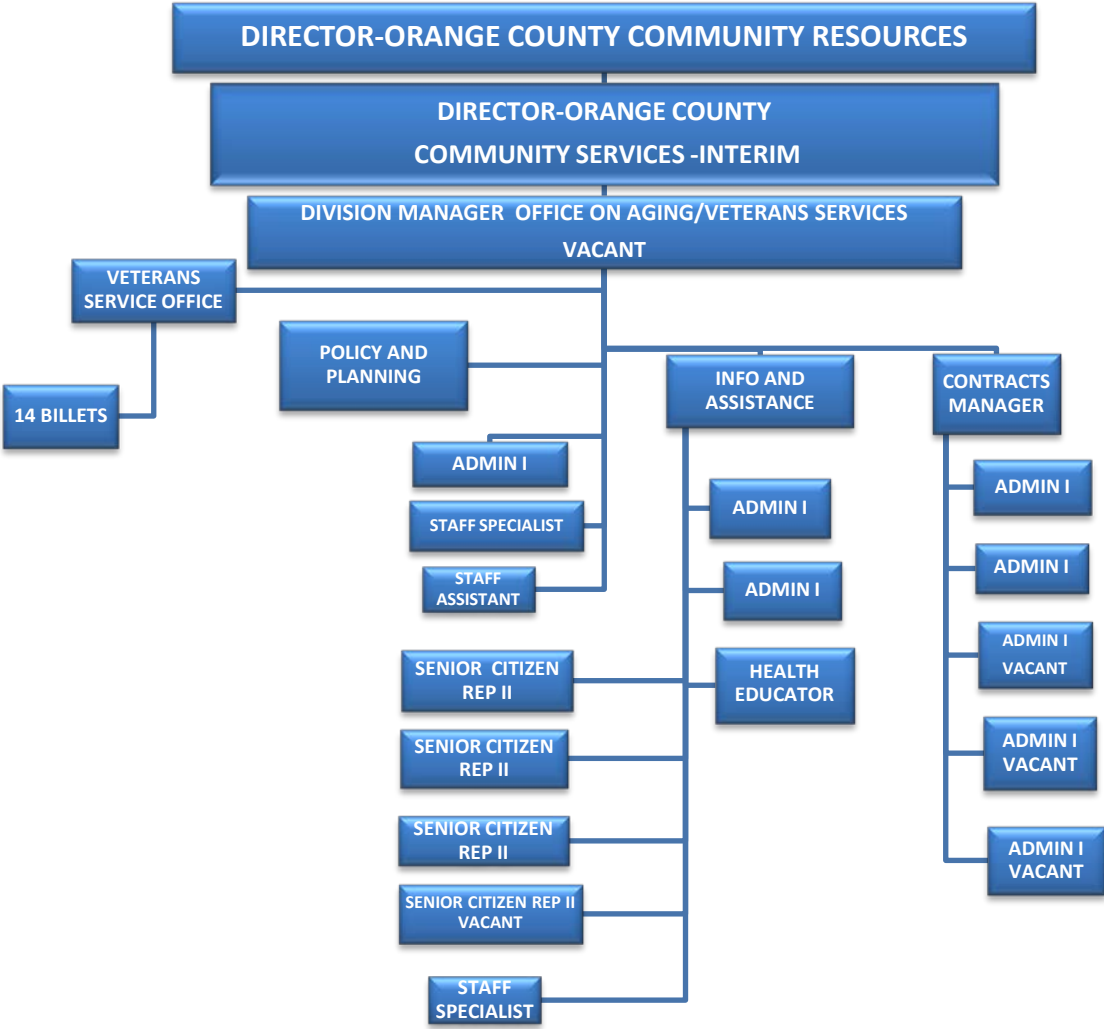 DIRECTOR-ORANGE COUNTY COMMUNITY RESOURCES
DIRECTOR-ORANGE COUNTY
COMMUNITY SERVICES -INTERIM
DIVISION MANAGER OFFICE ON AGING/VETERANS SERVICES
VACANT
VETERANS
SERVICE OFFICE
14 BILLETS
POLICY AND
PLANNING
ADMIN I
STAFF SPECIALIST
STAFF
ASSISTANT
INFO AND
ASSISTANCE
ADMIN I
ADMIN I
HEALTH
EDUCATOR
SENIOR CITIZEN
REP II
SENIOR CITIZEN
REP II
SENIOR CITIZEN
REP II
SENIOR CITIZEN REP II
VACANT
STAFF
SPECIALIST
CONTRACTS
MANAGER
ADMIN I
ADMIN I
ADMIN I
VACANT
ADMIN I
VACANT
ADMIN I
VACANT